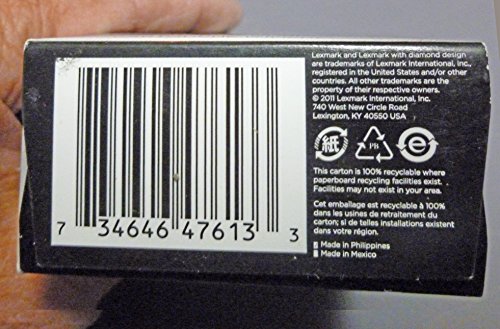 Lexmark and Lexmark with diamond design
are trademarks of Lexmark International, Inc.,
registered in the United States and/or other
countries. All other trademarks are the
property of their respective owners.
© 2011 Lexmark International, Inc.
740 West New Circle Road
Lexington, KY 40550 USA
紙
PB
e
This carton is 100% recyclable where
paperboard recycling facilities exist.
Facilities may not exist in your area.
Cet emballage est recyclable à 100%
dans les usines de retraitement du
carton; si de telles installations existent
dans votre région.
Made in Philippines
Made in Mexico
7 34646 47613 3